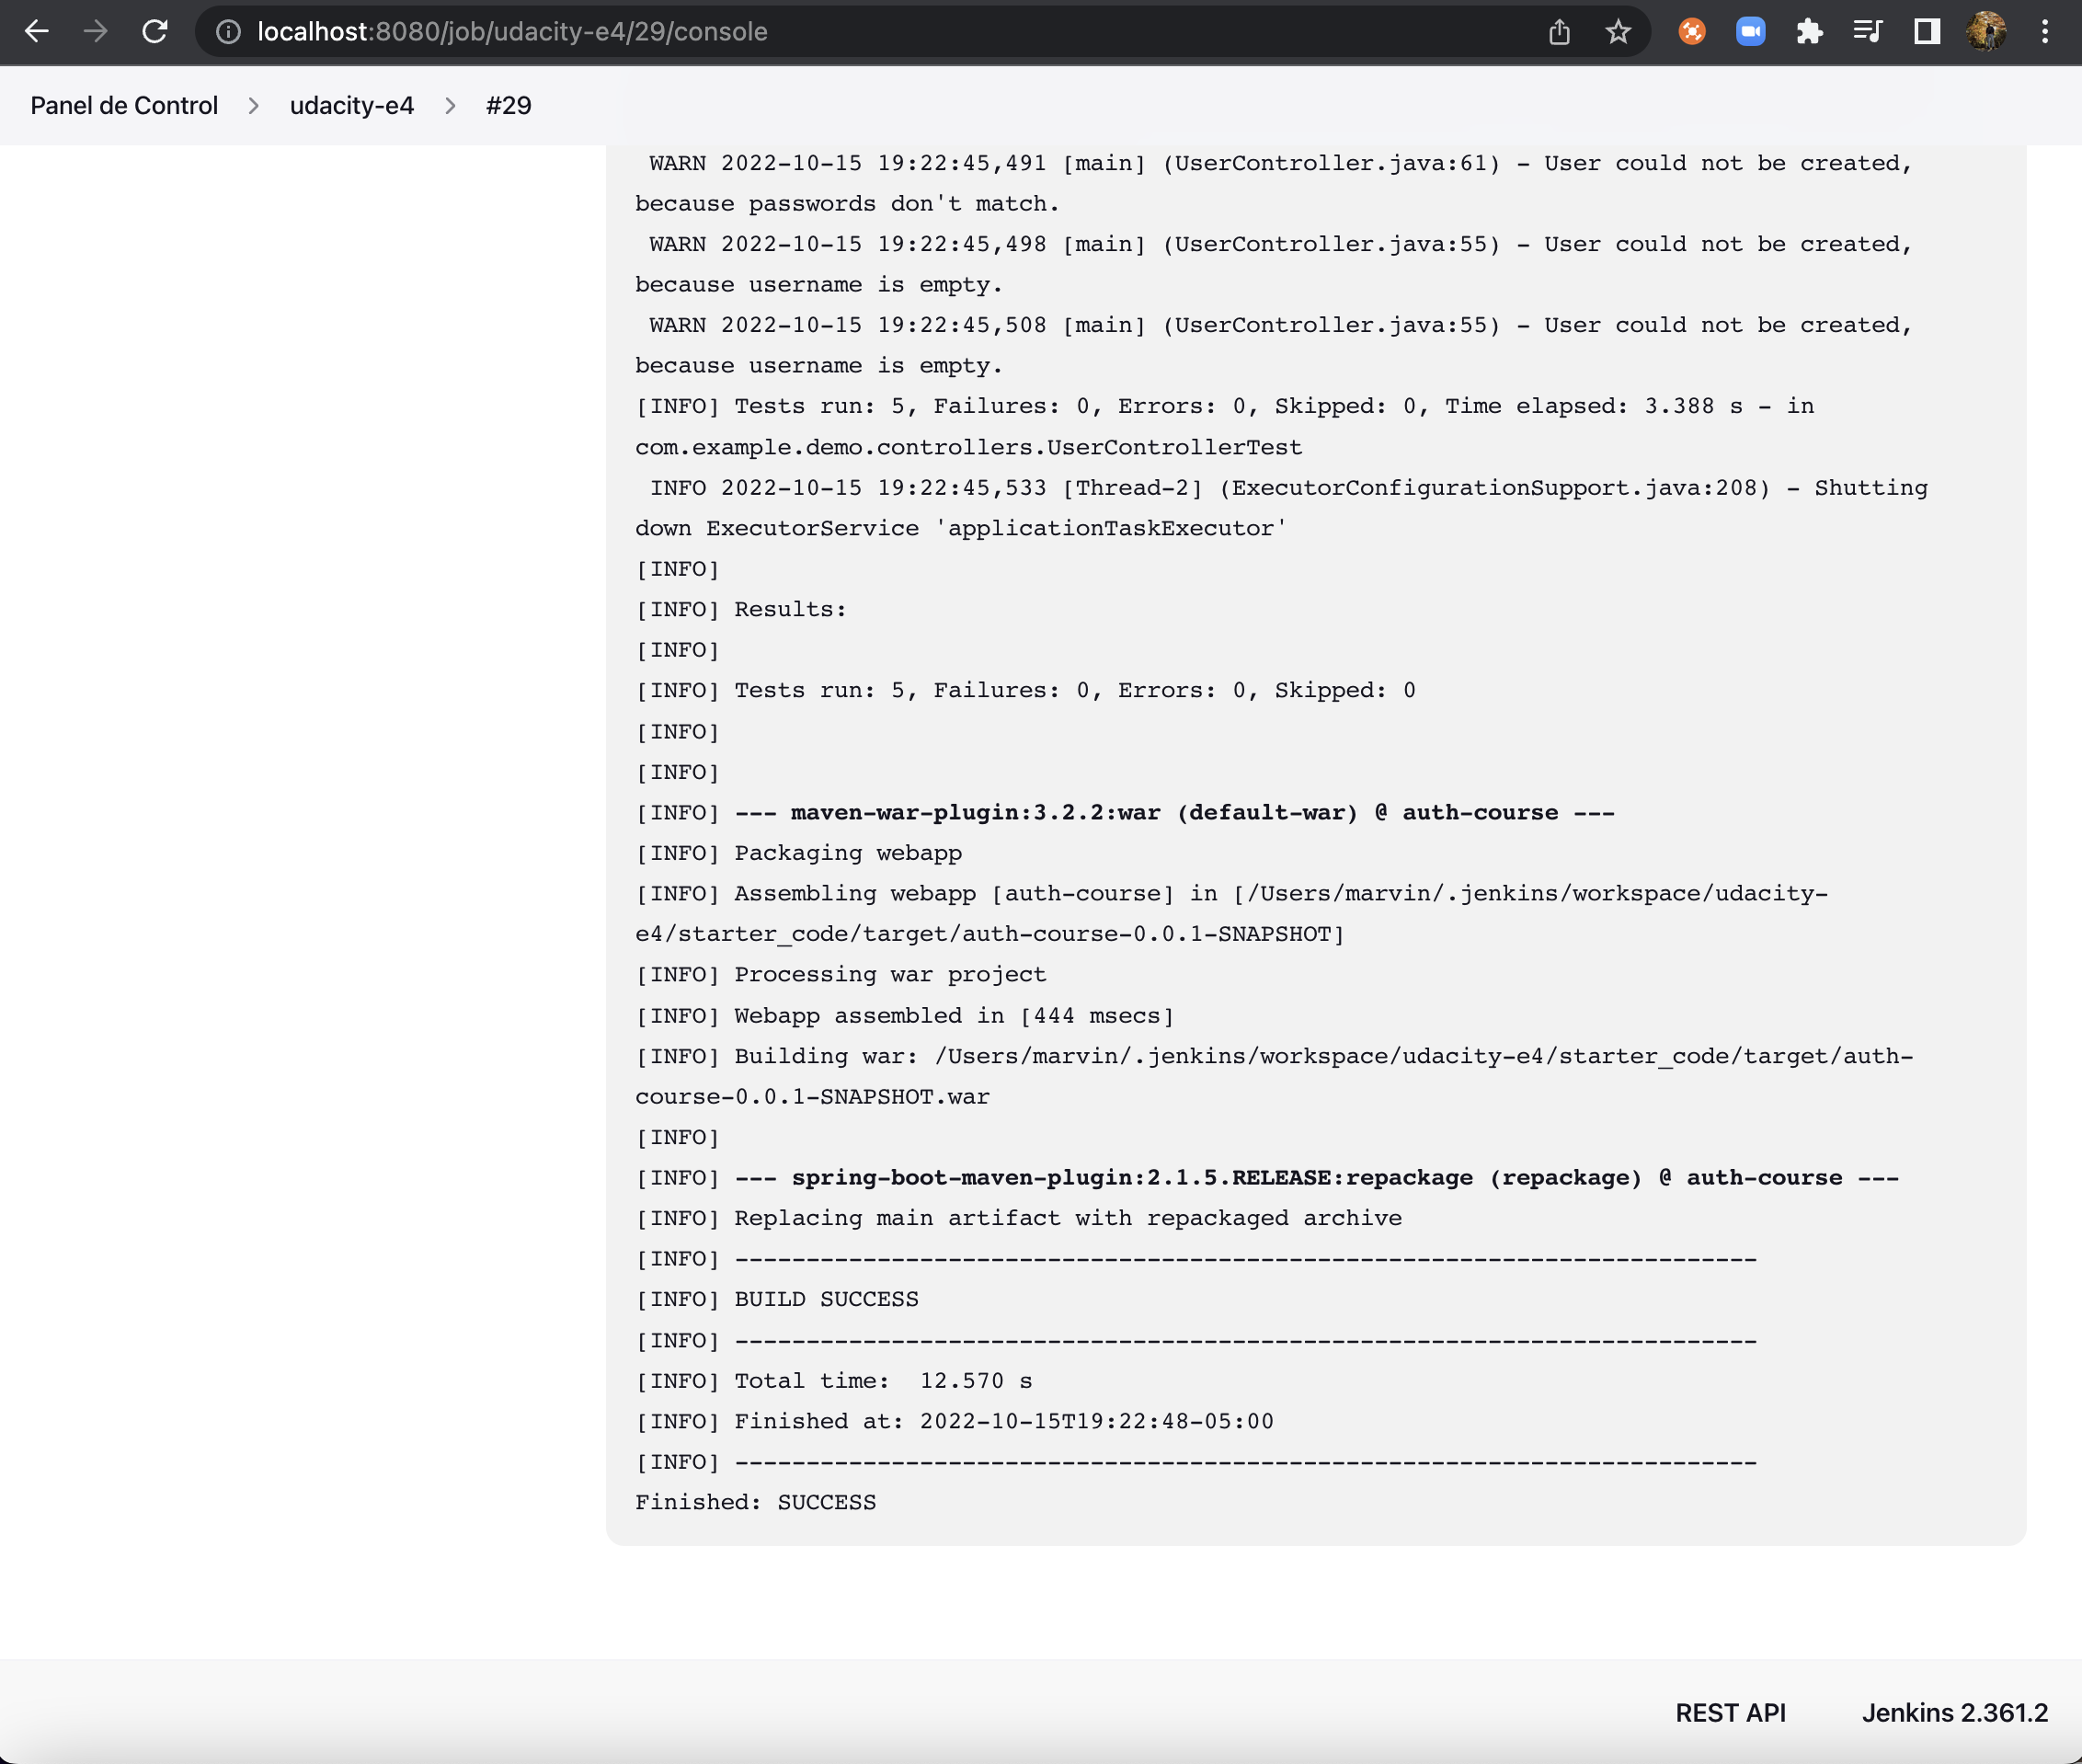 localhost:8080/job/udacity-e4/29/console
Panel de Control > udacity-e4 > #29
WARN 2022-10-15 19:22:45,491 [main] (UserController.java:61) - User could not be created,
because passwords don't match.
WARN 2022-10-15 19:22:45,498 [main] (UserController.java:55) - User could not be created,
because username is empty.
WARN 2022-10-15 19:22:45,508 [main] (UserController.java:55) - User could not be created,
because username is empty.
[INFO] Tests run: 5, Failures: 0, Errors: 0, Skipped: 0, Time elapsed: 3.388 s - in
com.example.demo.controllers.UserControllerTest
INFO 2022-10-15 19:22:45,533 [Thread-2] (ExecutorConfigurationSupport.java:208) - Shutting
down ExecutorService 'applicationTaskExecutor'
[INFO]
[INFO] Results:
[INFO]
[INFO] Tests run: 5, Failures: 0, Errors: 0, Skipped: 0
[INFO]
[INFO]
[INFO] --- maven-war-plugin:3.2.2:war (default-war) @ auth-course ---
[INFO] Packaging webapp
[INFO] Assembling webapp [auth-course] in [/Users/marvin/.jenkins/workspace/udacity-
e4/starter_code/target/auth-course-0.0.1-SNAPSHOT]
[INFO] Processing war project
[INFO] Webapp assembled in [444 msecs]
[INFO] Building war: /Users/marvin/.jenkins/workspace/udacity-e4/starter_code/target/auth-
course-0.0.1-SNAPSHOT.war
[INFO]
[INFO] --- spring-boot-maven-plugin:2.1.5.RELEASE:repackage (repackage) @ auth-course ---
[INFO] Replacing main artifact with repackaged archive
[INFO] ------------------------------------------------------------------------
[INFO] BUILD SUCCESS
[INFO] ------------------------------------------------------------------------
[INFO] Total time:  12.570 s
[INFO] Finished at: 2022-10-15T19:22:48-05:00
[INFO] ------------------------------------------------------------------------
Finished: SUCCESS
REST API Jenkins 2.361.2